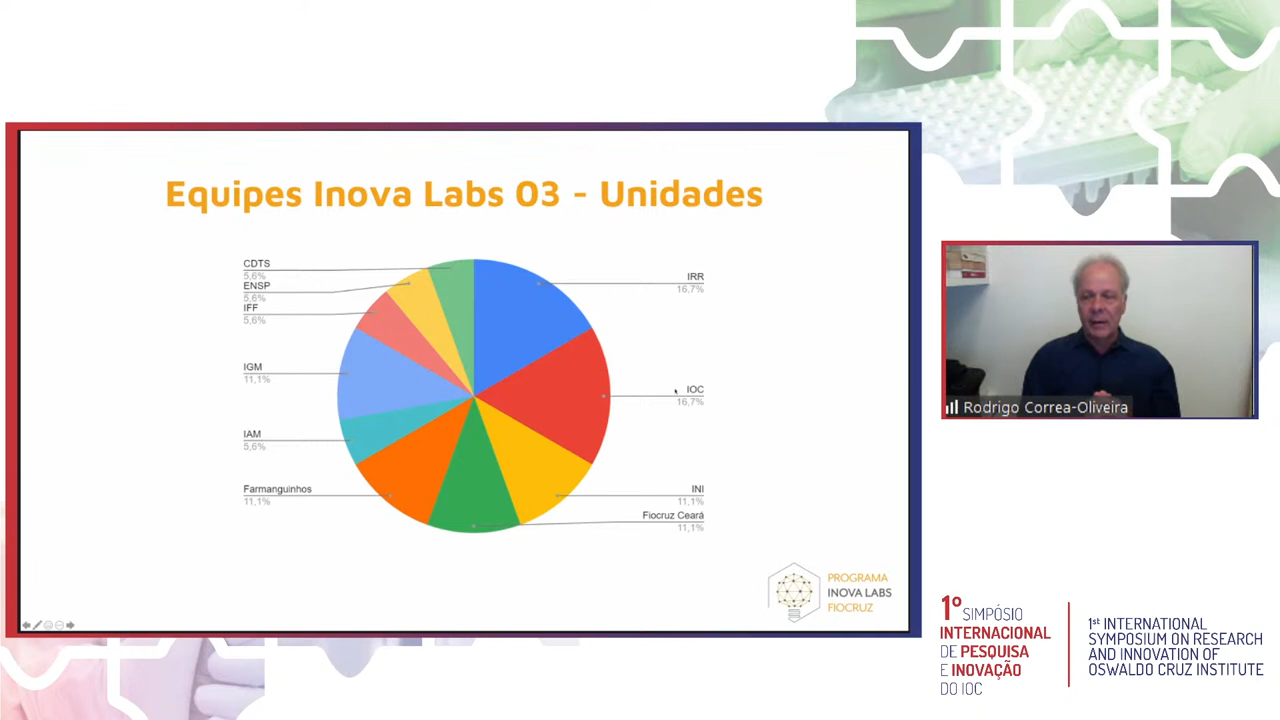 Equipes Inova Labs 03 - Unidades
CDTS
5,6%
ENSP
5,6%
IFF
5,6%
IGM
11,1%
IAM
5,6%
Farmanguinhos
11,1%
IRR
16,7%
IOC
16,7%
INI
11,1%
Fiocruz Ceará
11,1%
PROGRAMA
INOVA LABS
FIOCRUZ
Rodrigo Correa-Oliveira
1º SIMPÓSIO
INTERNACIONAL
DE PESQUISA
E INOVAÇÃO
DO IOC
1st INTERNATIONAL
SYMPOSIUM ON RESEARCH
AND INNOVATION OF
OSWALDO CRUZ INSTITUTE